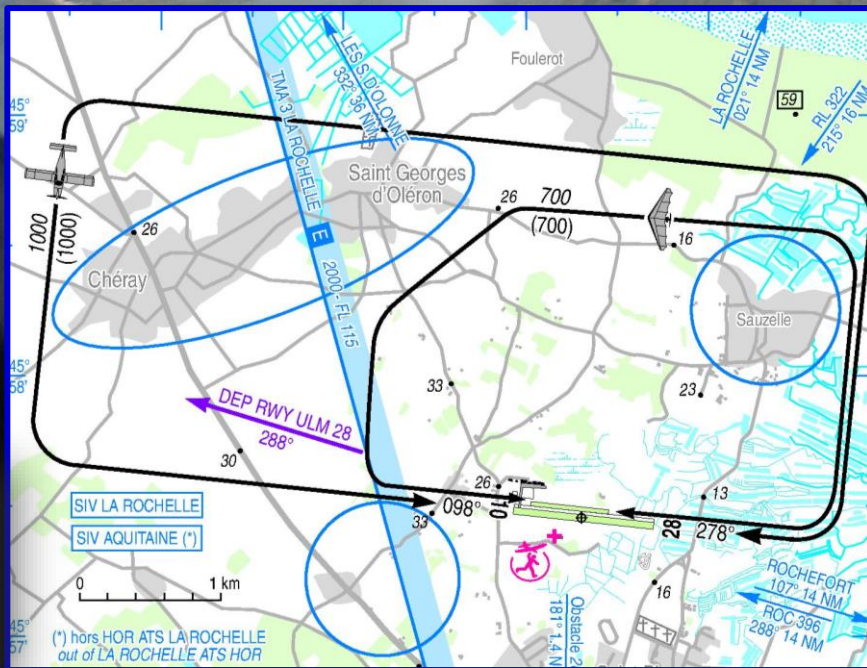 45°
59'
LES S. D'OLONNE
332° 36 NM
TMA 3 LA ROCHELLE
E
2000 - FL 115
Foulerot
LA ROCHELLE
021° 14 NM
59
RL 322
215° 16 NM
Saint Georges
d'Oléron
26
700
(700)
16
1000
(1000)
26
Chéray
Sauzelle
45°
58'
33
23
DEP RWY ULM 28
288°
30
26
10
098°
33
13
28
278°
SIV LA ROCHELLE
SIV AQUITAINE (*)
0
1 km
16
ROCHEFORT
107° 14 NM
ROC 396
288° 14 NM
Obstacle 2
181° 1.4 N
45°
57'
(*) hors HOR ATS LA ROCHELLE
out of LA ROCHELLE ATS HOR